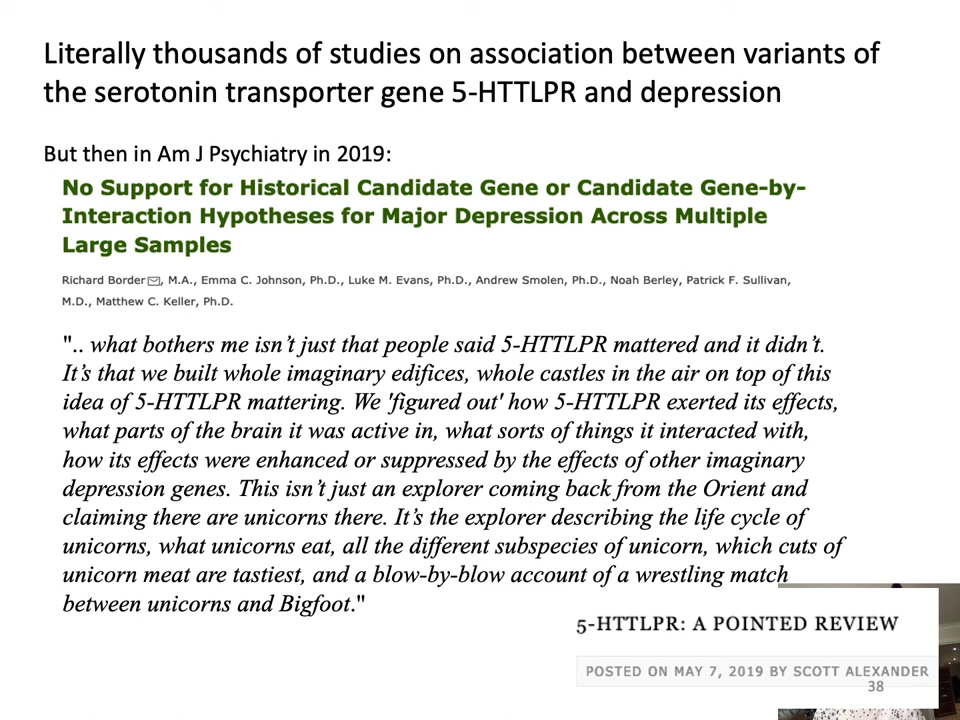 Literally thousands of studies on association between variants of
the serotonin transporter gene 5-HTTLPR and depression
But then in Am J Psychiatry in 2019:
No Support for Historical Candidate Gene or Candidate Gene-by-
Interaction Hypotheses for Major Depression Across Multiple
Large Samples
Richard Border, M.A., Emma C. Johnson, Ph.D., Luke M. Evans, Ph.D., Andrew Smolen, Ph.D., Noah Berley, Patrick F. Sullivan,
M.D., Matthew C. Keller, Ph.D.
".. what bothers me isn’t just that people said 5-HTTLPR mattered and it didn’t.
It’s that we built whole imaginary edifices, whole castles in the air on top of this
idea of 5-HTTLPR mattering. We 'figured out' how 5-HTTLPR exerted its effects,
what parts of the brain it was active in, what sorts of things it interacted with,
how its effects were enhanced or suppressed by the effects of other imaginary
depression genes. This isn’t just an explorer coming back from the Orient and
claiming there are unicorns there. It’s the explorer describing the life cycle of
unicorns, what unicorns eat, all the different subspecies of unicorn, which cuts of
unicorn meat are tastiest, and a blow-by-blow account of a wrestling match
between unicorns and Bigfoot."
5-HTTLPR: A POINTED REVIEW
POSTED ON MAY 7, 2019 BY SCOTT ALEXANDER
38